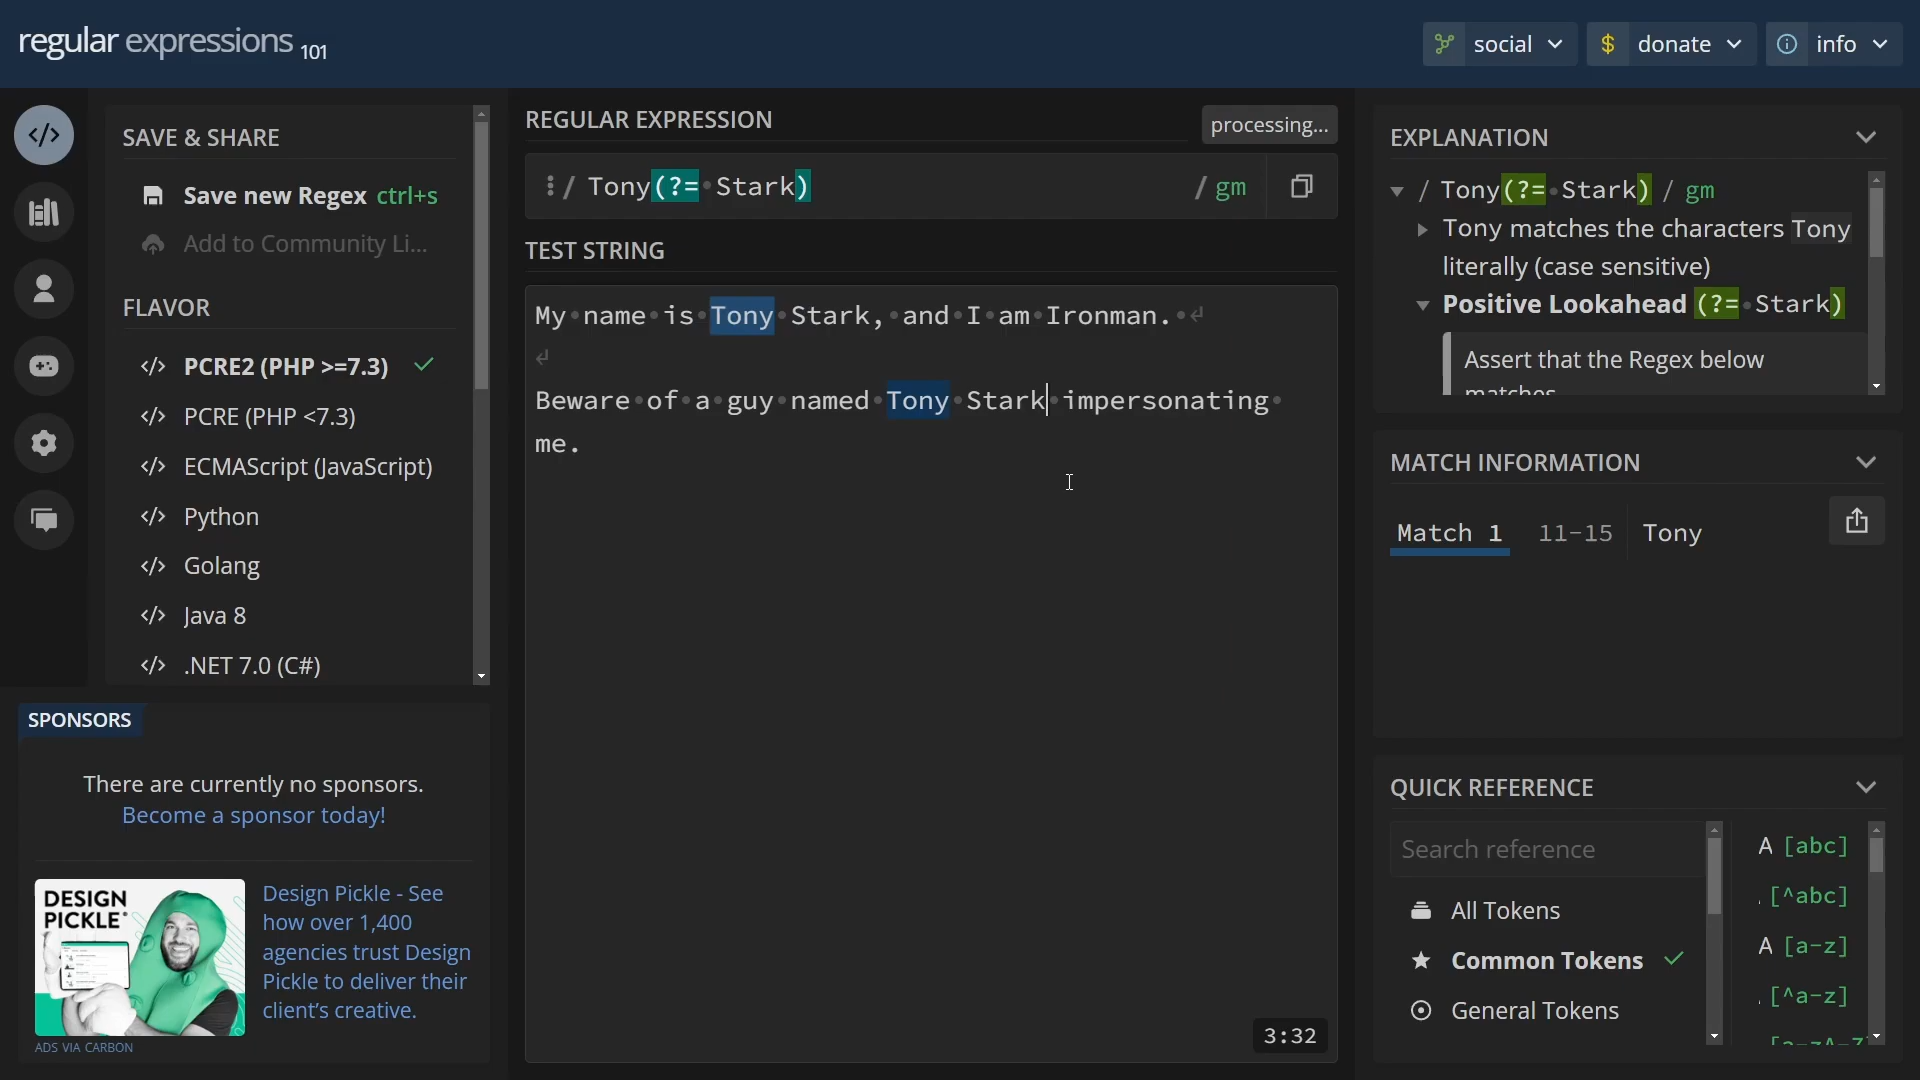 regular expressions 101
social
donate
info
SAVE & SHARE
Save new Regex ctrl+s
Add to Community Li...
FLAVOR
</> PCRE2 (PHP >=7.3)
</> PCRE (PHP <7.3)
</> ECMAScript (JavaScript)
</> Python
</> Golang
</> Java 8
</> .NET 7.0 (C#)
SPONSORS
There are currently no sponsors.
Become a sponsor today!
DESIGN
PICKLE
Design Pickle - See
how over 1,400
agencies trust Design
Pickle to deliver their
client's creative.
ADS VIA CARBON
REGULAR EXPRESSION
processing...
/ Tony(?=·Stark) / gm
TEST STRING
My·name·is·Tony·Stark,·and·I·am·Ironman.·
Beware·of·a·guy·named·Tony·Stark·impersonating·
me.
3:32
EXPLANATION
/ Tony(?=·Stark) / gm
Tony matches the characters Tony
literally (case sensitive)
Positive Lookahead (?=·Stark)
Assert that the Regex below
matches
MATCH INFORMATION
Match 1 11-15 Tony
QUICK REFERENCE
Search reference
All Tokens
Common Tokens
General Tokens
A [abc]
[^abc]
A [a-z]
[^a-z]